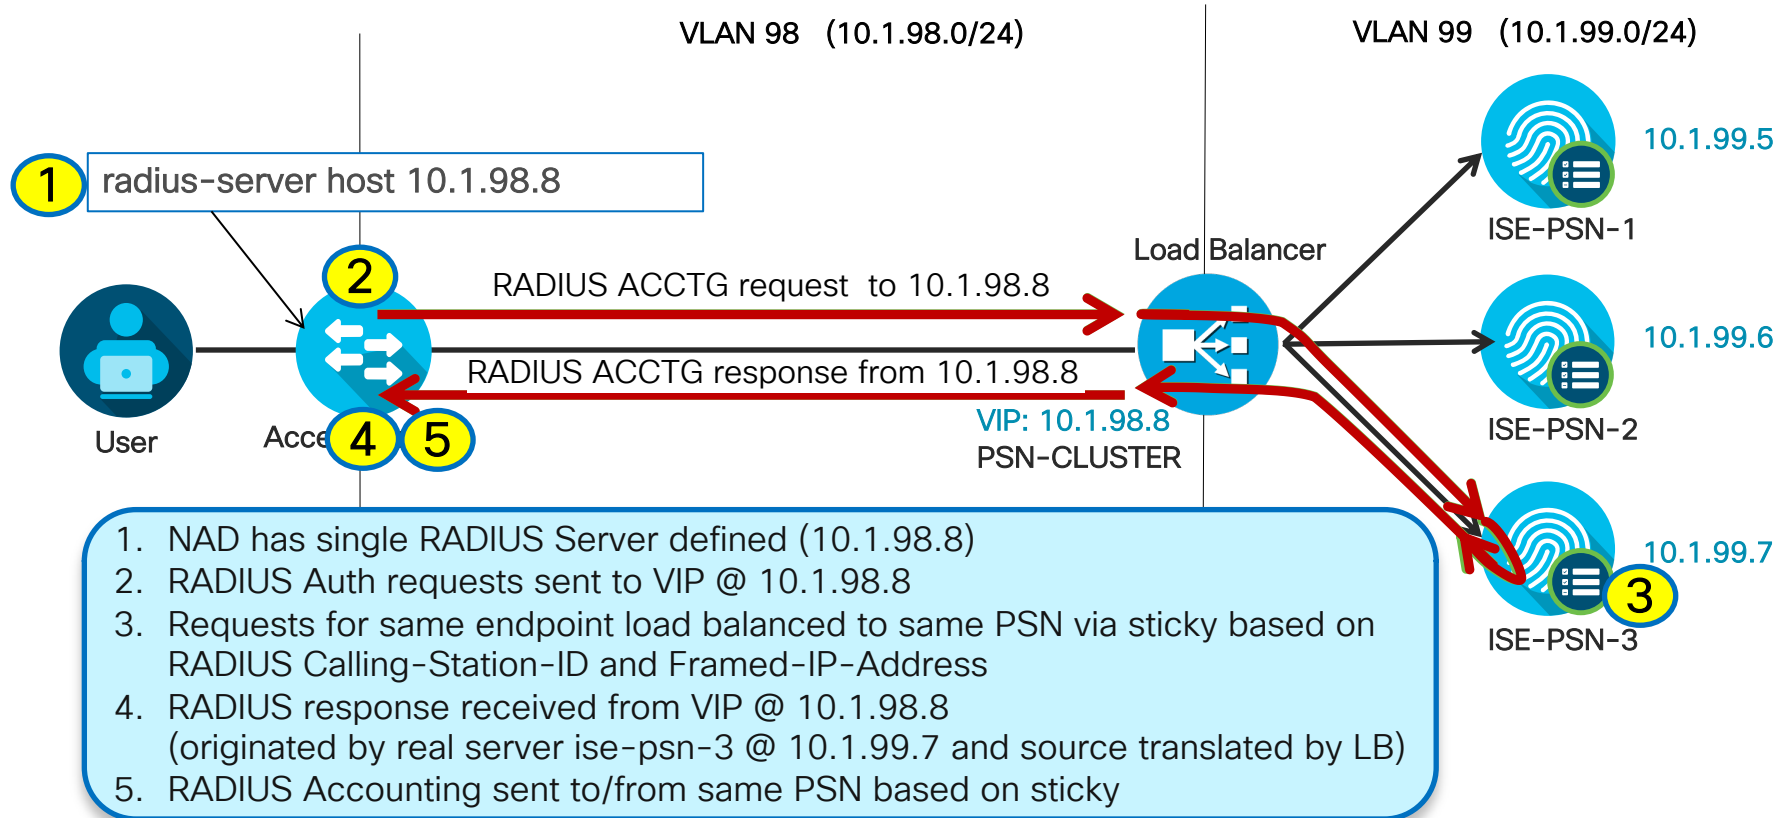 VLAN 98 (10.1.98.0/24)
VLAN 99 (10.1.99.0/24)
10.1.99.5
1
radius-server host 10.1.98.8
ISE-PSN-1
Load Balancer
2
RADIUS ACCTG request to 10.1.98.8
10.1.99.6
RADIUS ACCTG response from 10.1.98.8
VIP: 10.1.98.8
PSN-CLUSTER
User
4
5
ISE-PSN-2
10.1.99.7
3
ISE-PSN-3
1. NAD has single RADIUS Server defined (10.1.98.8)
2. RADIUS Auth requests sent to VIP @ 10.1.98.8
3. Requests for same endpoint load balanced to same PSN via sticky based on
RADIUS Calling-Station-ID and Framed-IP-Address
4. RADIUS response received from VIP @ 10.1.98.8
(originated by real server ise-psn-3 @ 10.1.99.7 and source translated by LB)
5. RADIUS Accounting sent to/from same PSN based on sticky